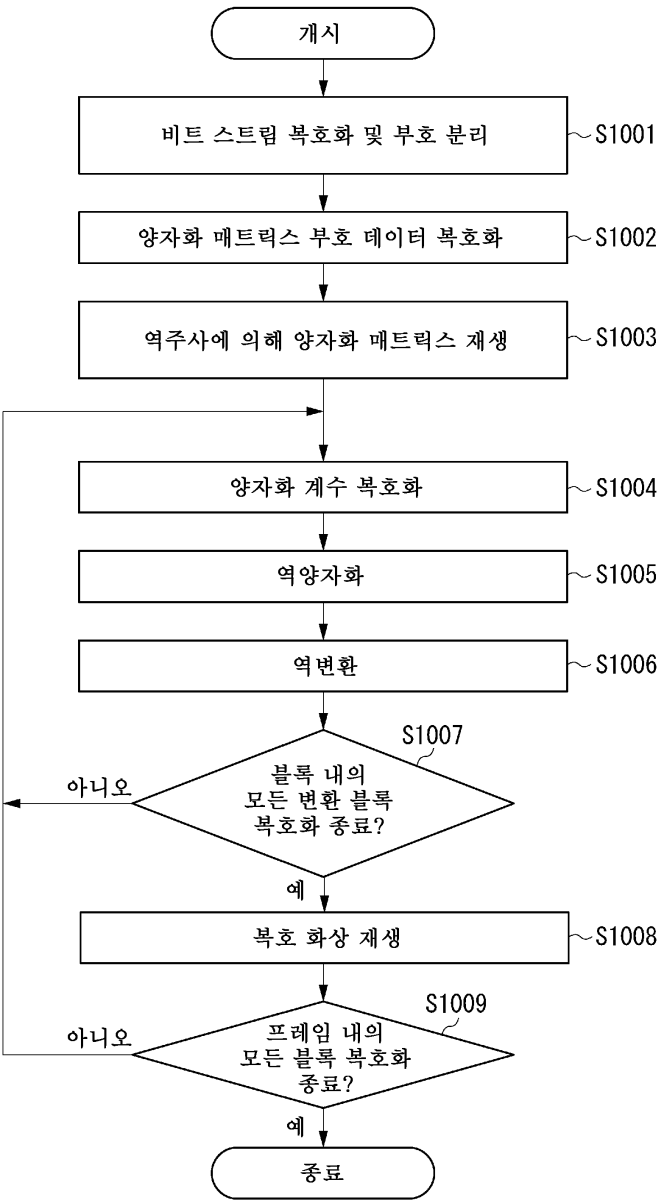 개시
비트 스트림 복호화 및 부호 분리
S1001
양자화 매트릭스 부호 데이터 복호화
S1002
역주사에 의해 양자화 매트릭스 재생
S1003
양자화 계수 복호화
S1004
역양자화
S1005
역변환
S1006
S1007
블록 내의
모든 변환 블록
복호화 종료?
아니오
예
복호 화상 재생
S1008
S1009
프레임 내의
모든 블록 복호화
종료?
아니오
예
종료